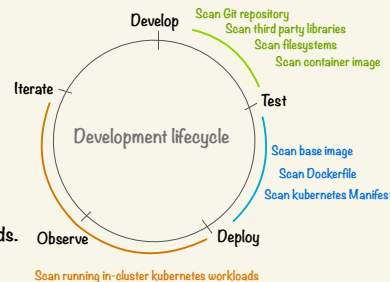 Develop
Scan Git repository
Scan third party libraries
Scan filesystems
Scan container image
Iterate
Test
Development lifecycle
Scan base image
Scan Dockerfile
Scan kubernetes Manifes
ds.
Observe
Deploy
Scan running in-cluster kubernetes workloads